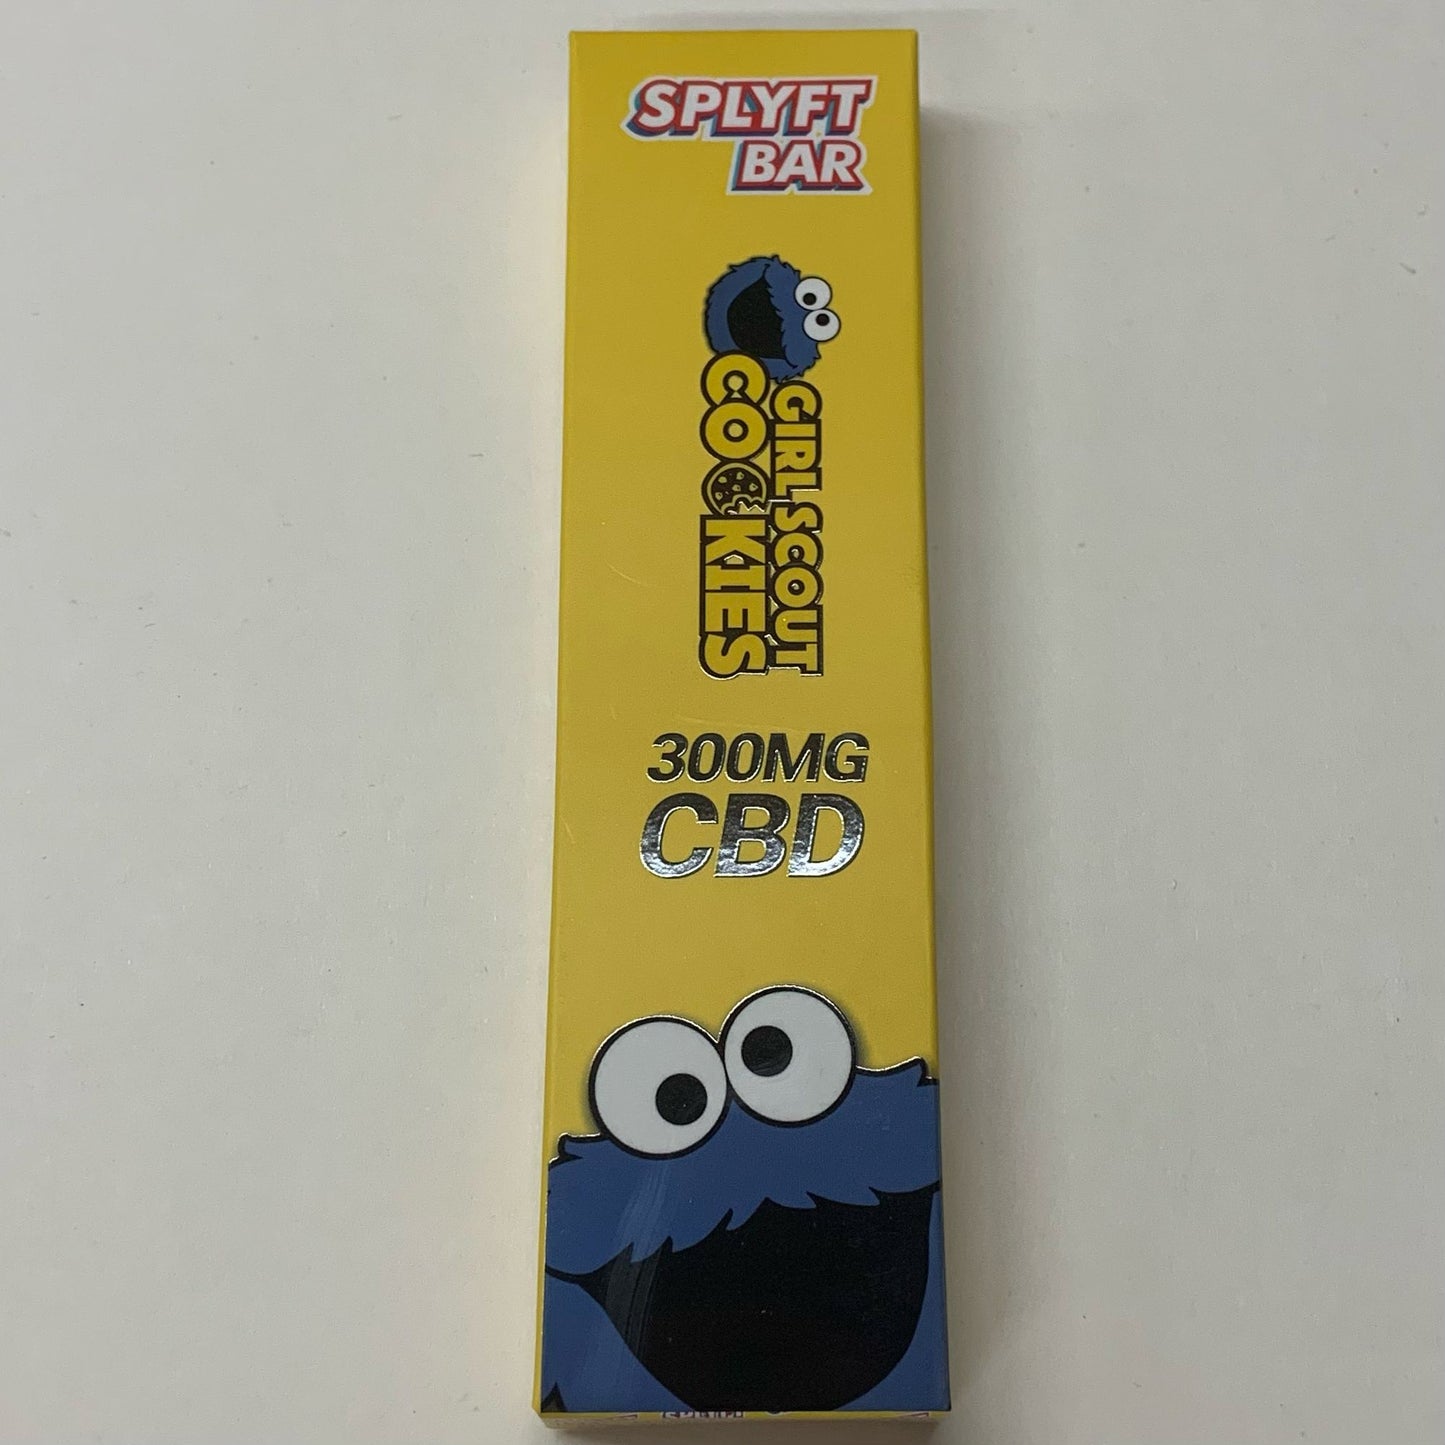 SPLYFT
BAR
GIRL SCOUT
COOKIES
300MG
CBD